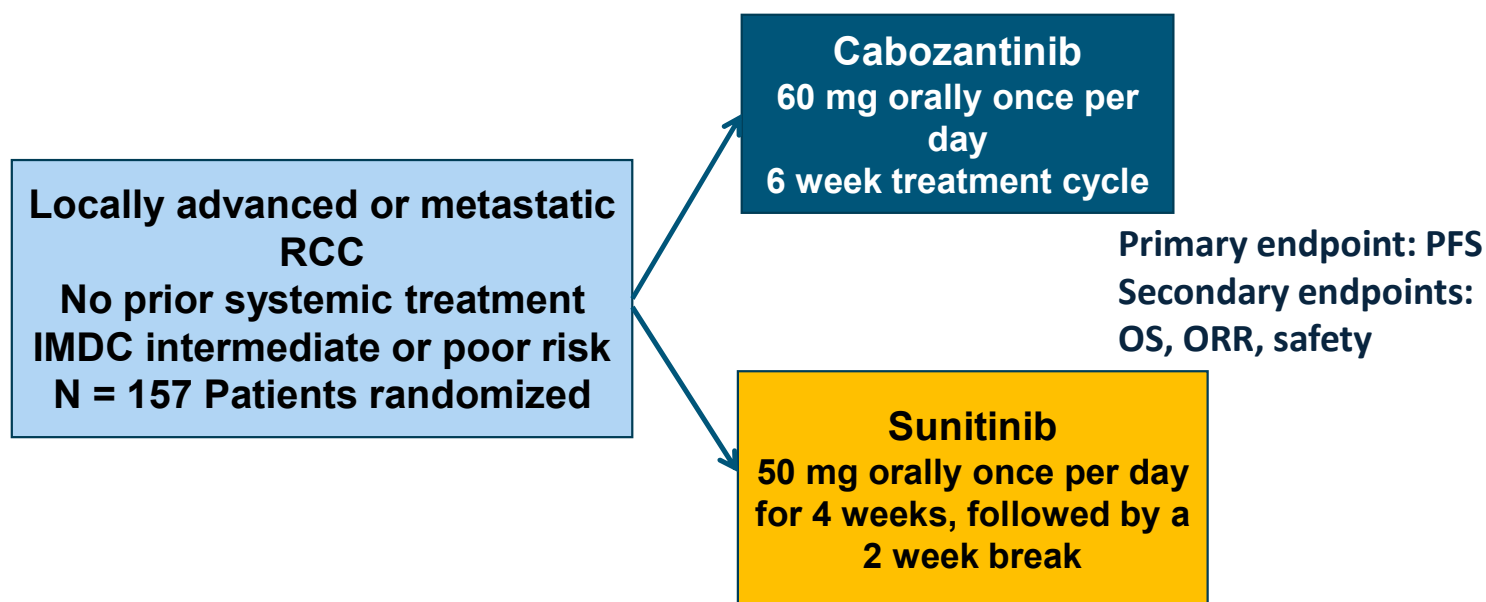 Locally advanced or metastatic
RCC
No prior systemic treatment
IMDC intermediate or poor risk
N = 157 Patients randomized
Cabozantinib
60 mg orally once per
day
6 week treatment cycle
Primary endpoint: PFS
Secondary endpoints:
OS, ORR, safety
Sunitinib
50 mg orally once per day
for 4 weeks, followed by a
2 week break